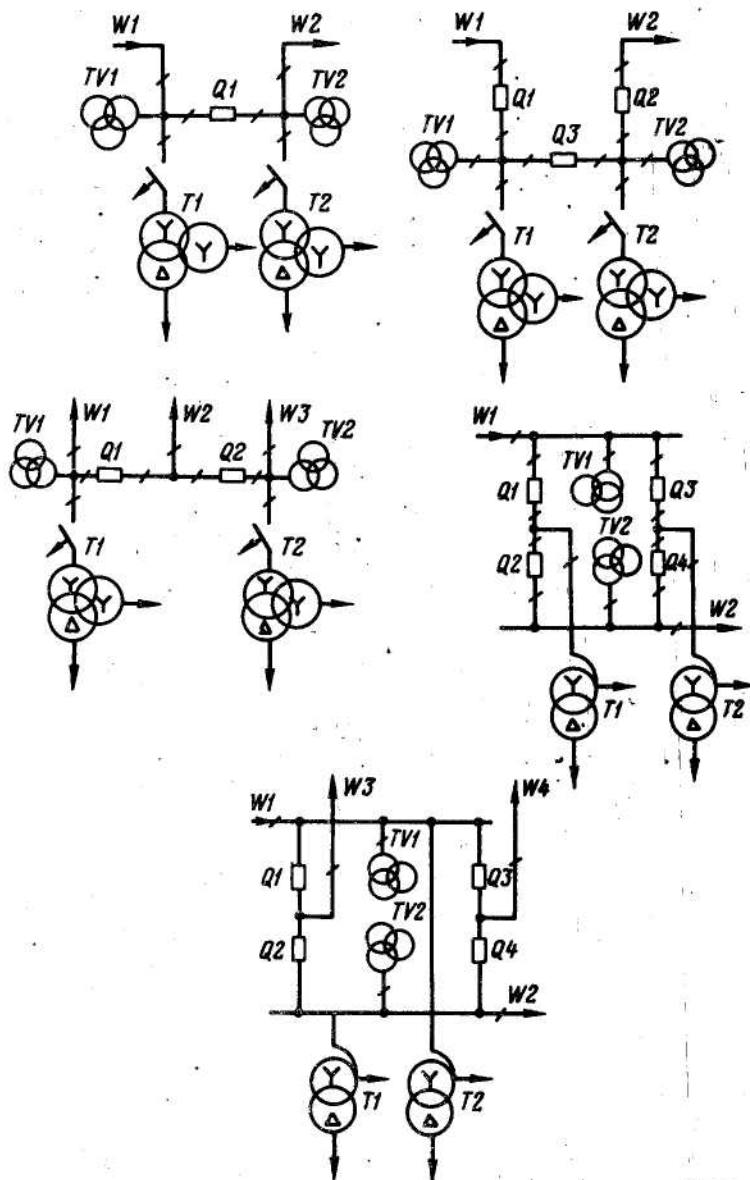 W1 W2
TV1 Q1 TV2
T1 T2
Y Y Y Y
Δ Δ
W1 W2
Q1 Q2
TV1 Q3 TV2
T1 T2
Y Y Y Y
Δ Δ
W1 W2 W3
TV1 Q1 Q2 TV2
T1 T2
Y Y Y Y
Δ Δ
W1
TV1
Q1 Q3
TV2
Q2 Q4
W2
Y Y
T1 T2
Δ Δ
W3 W4
W1
TV1
Q1 Q3
TV2
Q2 Q4
W2
Y Y
T1 T2
Δ Δ